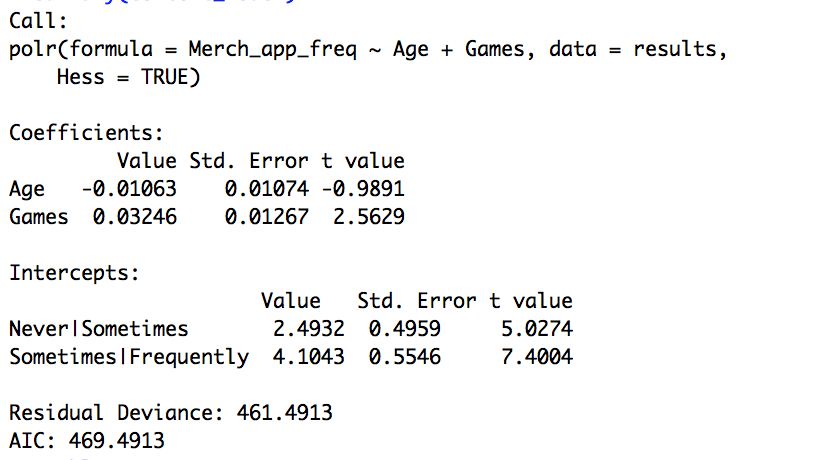 Call:
polr(formula = Merch_app_freq ~ Age + Games, data = results,
    Hess = TRUE)

Coefficients:
         Value Std. Error t value
Age   -0.01063    0.01074 -0.9891
Games  0.03246    0.01267  2.5629

Intercepts:
                     Value   Std. Error t value
Never|Sometimes       2.4932  0.4959     5.0274
Sometimes|Frequently  4.1043  0.5546     7.4004

Residual Deviance: 461.4913
AIC: 469.4913